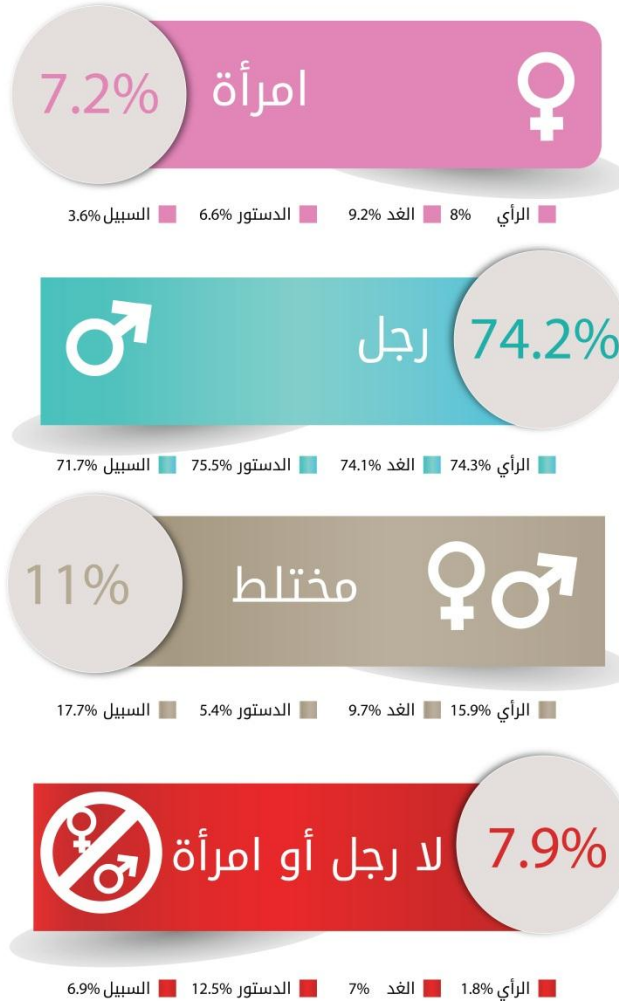 امرأة 7.2%
الرأي 8% الغد 9.2% الدستور 6.6% السبيل 3.6%
74.2% رجل
الرأي 74.3% الغد 74.1% الدستور 75.5% السبيل 71.7%
مختلط 11%
الرأي 15.9% الغد 9.7% الدستور 5.4% السبيل 17.7%
7.9% لا رجل أو امرأة
الرأي 1.8% الغد 7% الدستور 12.5% السبيل 6.9%